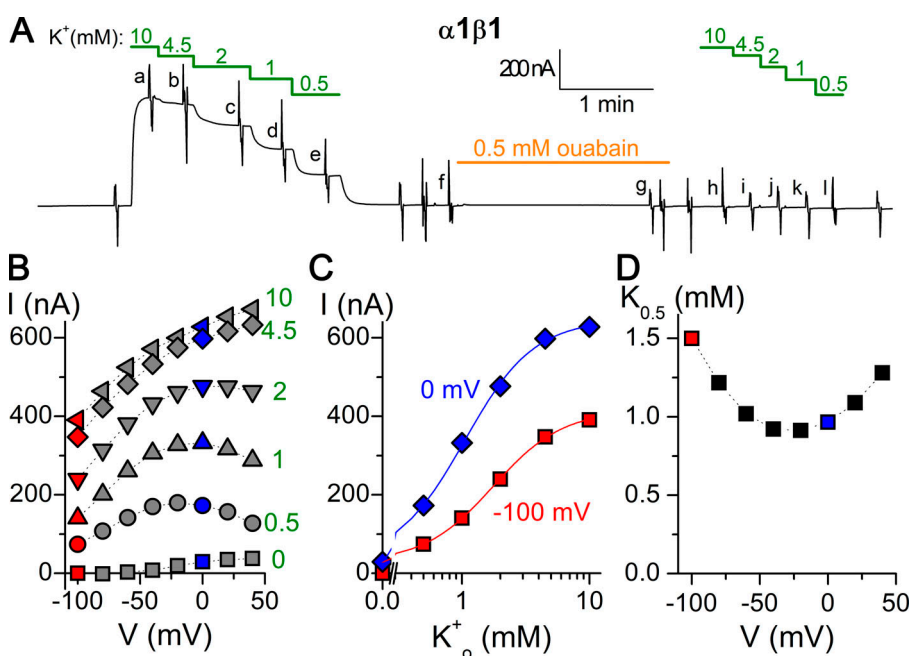 A
K⁺(mM):
10
4.5
2
1
0.5
α1β1
200nA
1 min
10
4.5
2
1
0.5
a
b
c
d
e
f
0.5 mM ouabain
g
h
i
j
k
l
B
I (nA)
600
400
200
0
10
4.5
2
1
0.5
0
-100
-50
0
50
V (mV)
C
I (nA)
600
400
200
0
0 mV
-100 mV
0.0
1
10
K⁺ₒ (mM)
D
K₀.₅ (mM)
1.5
1.0
1.0
0.0
-100
-50
0
50
V (mV)